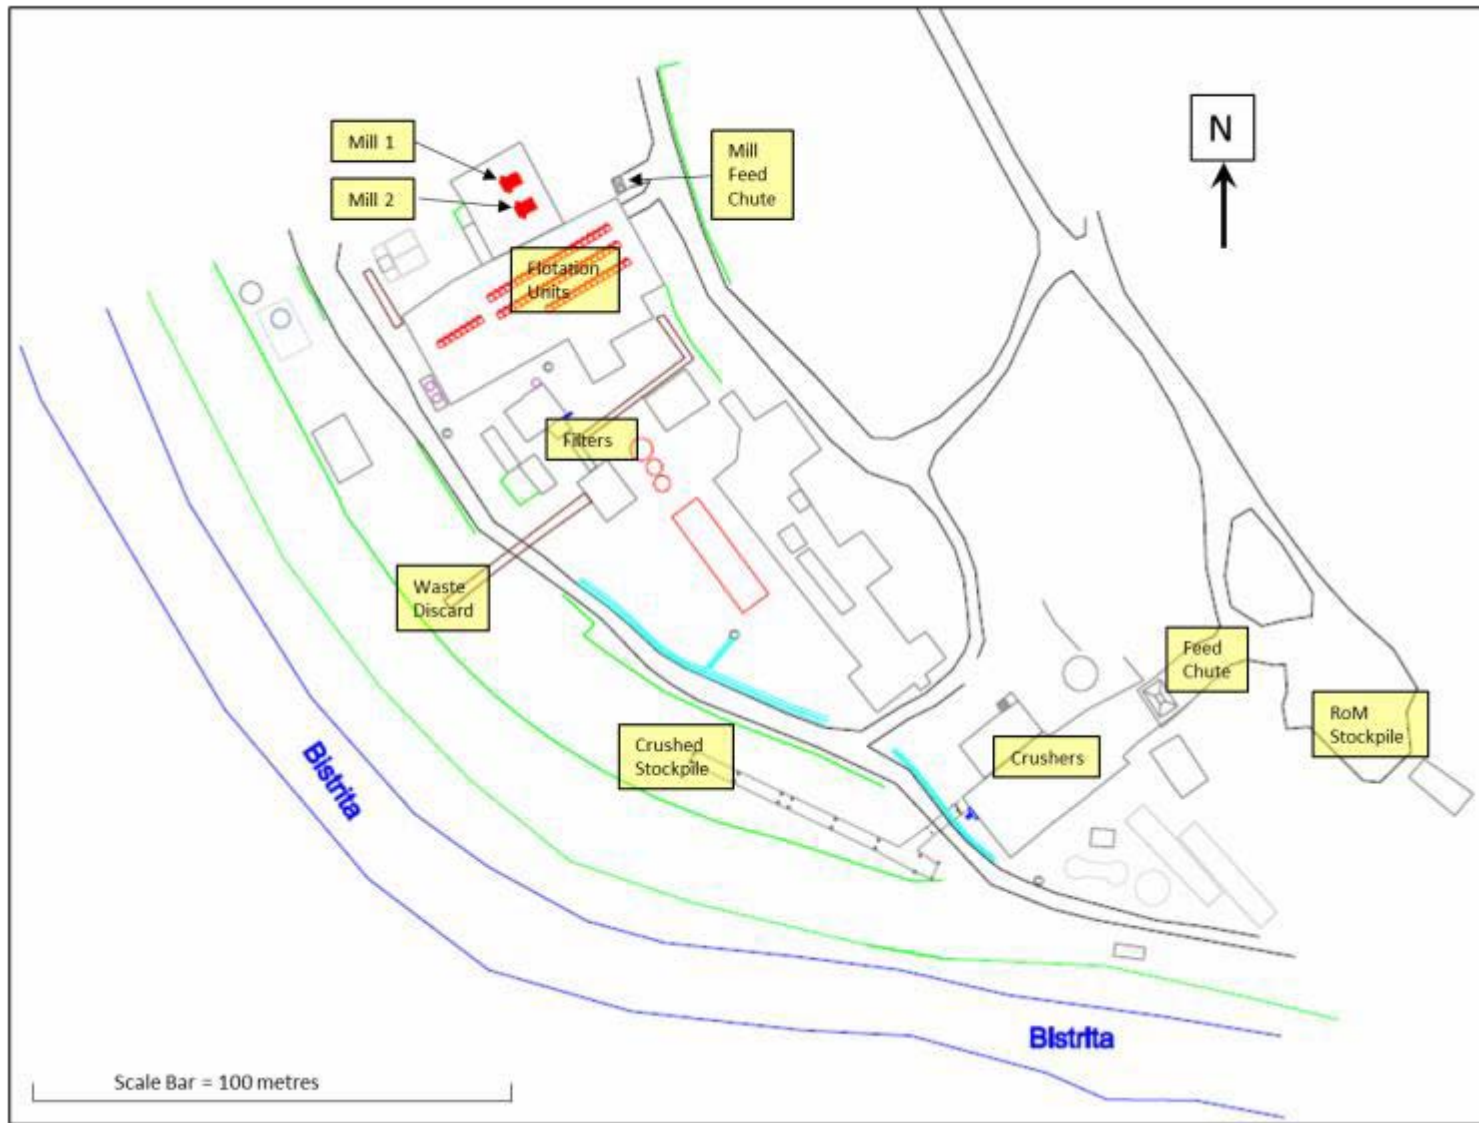 Mill 1
Mill 2
Mill
Feed
Chute
N
Flotation
Units
Filters
Waste
Discard
Feed
Chute
RoM
Stockpile
Crushed
Stockpile
Crushers
Bistrita
Bistrita
Scale Bar = 100 metres